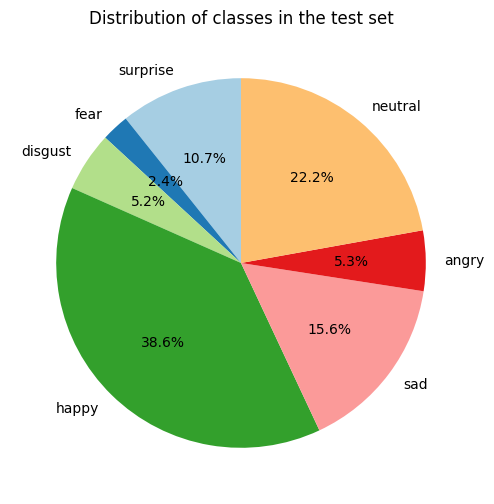 Distribution of classes in the test set
surprise
fear
disgust
happy
sad
angry
neutral
10.7%
2.4%
5.2%
38.6%
15.6%
5.3%
22.2%